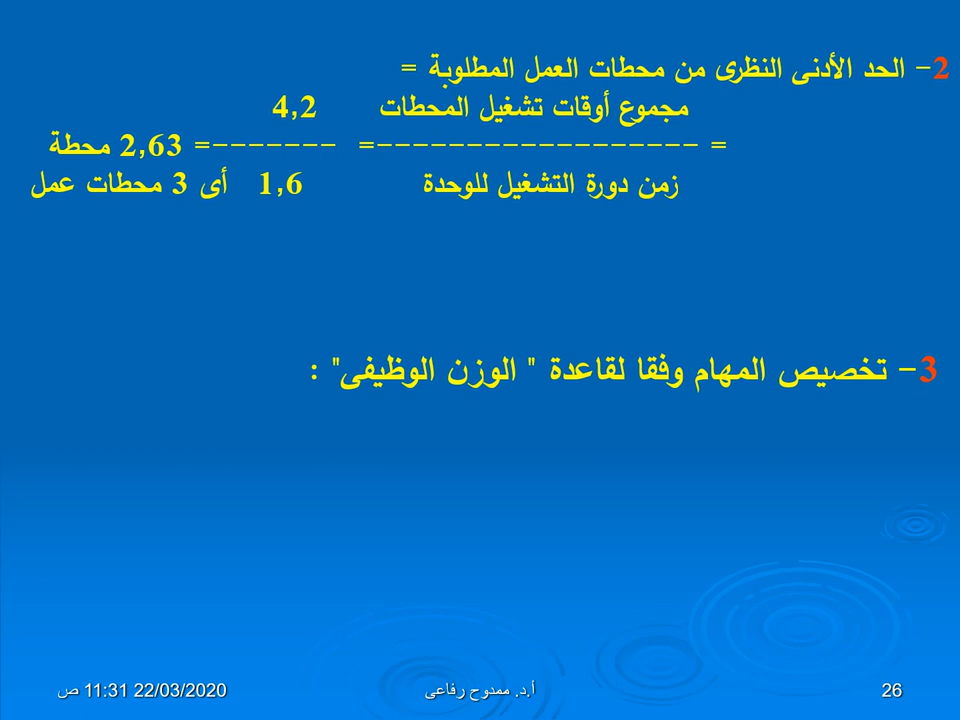 2- الحد الأدنى النظرى من محطات العمل المطلوبة =
مجموع أوقات تشغيل المحطات 4,2
= ------------------= -------= 2,63 محطة
زمن دورة التشغيل للوحدة 1,6 أى 3 محطات عمل
3- تخصيص المهام وفقا لقاعدة " الوزن الوظيفى" :
26
أ.د. ممدوح رفاعى
22/03/2020 11:31 ص